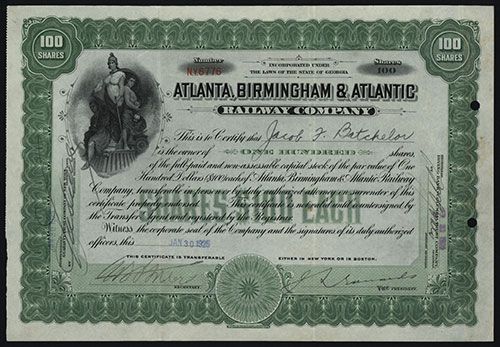 100 SHARES
100 SHARES
Number
NY6776
INCORPORATED UNDER
THE LAWS OF THE STATE OF GEORGIA
Shares
100
ATLANTA, BIRMINGHAM & ATLANTIC
RAILWAY COMPANY
This is to Certify that Jacob F. Batchelor
is the owner of ONE HUNDRED shares,
of the full paid and non-assessable capital stock of the par value of One
Hundred Dollars ($100) each of Atlanta, Birmingham & Atlantic Railway
Company, transferable in person or by duly authorized attorney on surrender of this
certificate properly endorsed. This certificate is not valid until countersigned by
the Transfer Agent and registered by the Registrar.
SHARES $100 EACH
Witness the corporate seal of the Company and the signatures of its duly authorized
officers, this JAN 30 1925
THIS CERTIFICATE IS TRANSFERABLE
EITHER IN NEW YORK OR IN BOSTON.
SECRETARY.
VICE PRESIDENT.